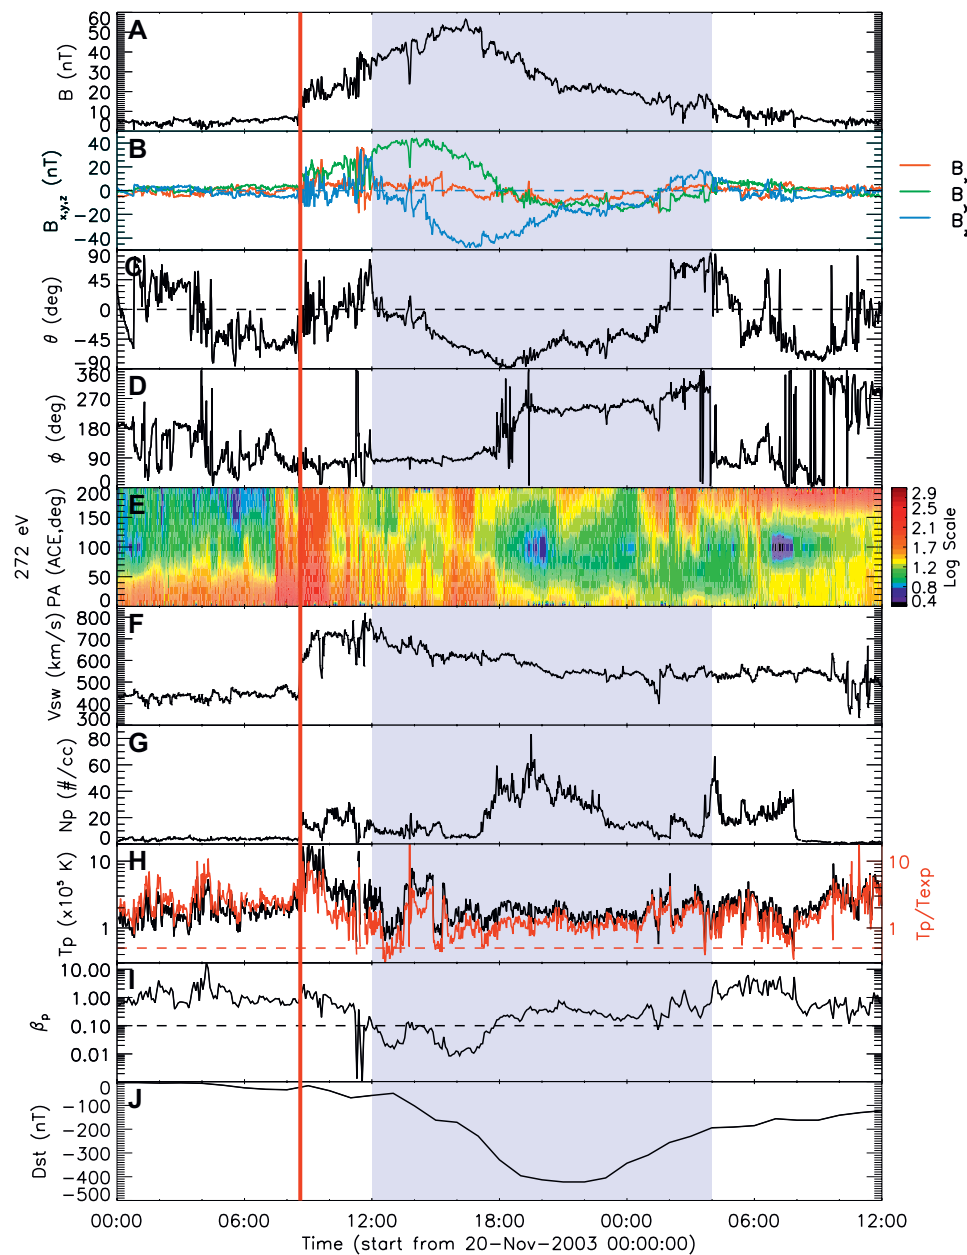 A
B (nT)
60
50
40
30
20
10
0
B
B x,y,z (nT)
40
20
0
−20
−40
B x
B y
B z
C
θ (deg)
90
45
0
−45
−90
D
ϕ (deg)
360
270
180
90
0
E
272 eV
PA (ACE,deg)
200
150
100
50
0
2.9
2.5
2.1
1.7
1.2
0.8
0.4
Log Scale
F
Vsw (km/s)
800
700
600
500
400
300
G
Np (#/cc)
80
60
40
20
0
H
Tp (x10⁵ K)
10
1
10
1
Tp/Texp
I
βp
10.00
1.00
0.10
0.01
J
Dst (nT)
0
−100
−200
−300
−400
−500
00:00 06:00 12:00 18:00 00:00 06:00 12:00
Time (start from 20−Nov−2003 00:00:00)